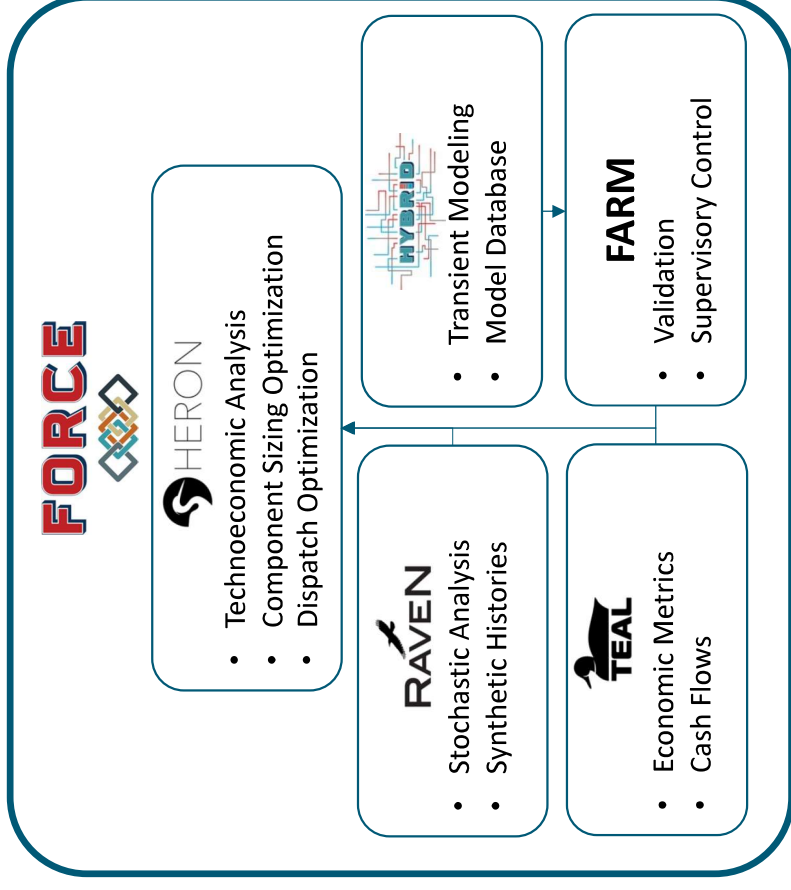 FORCE
HERON
• Technoeconomic Analysis
• Component Sizing Optimization
• Dispatch Optimization
RAVEN
• Stochastic Analysis
• Synthetic Histories
HYBRID
• Transient Modeling
• Model Database
TEAL
• Economic Metrics
• Cash Flows
FARM
• Validation
• Supervisory Control